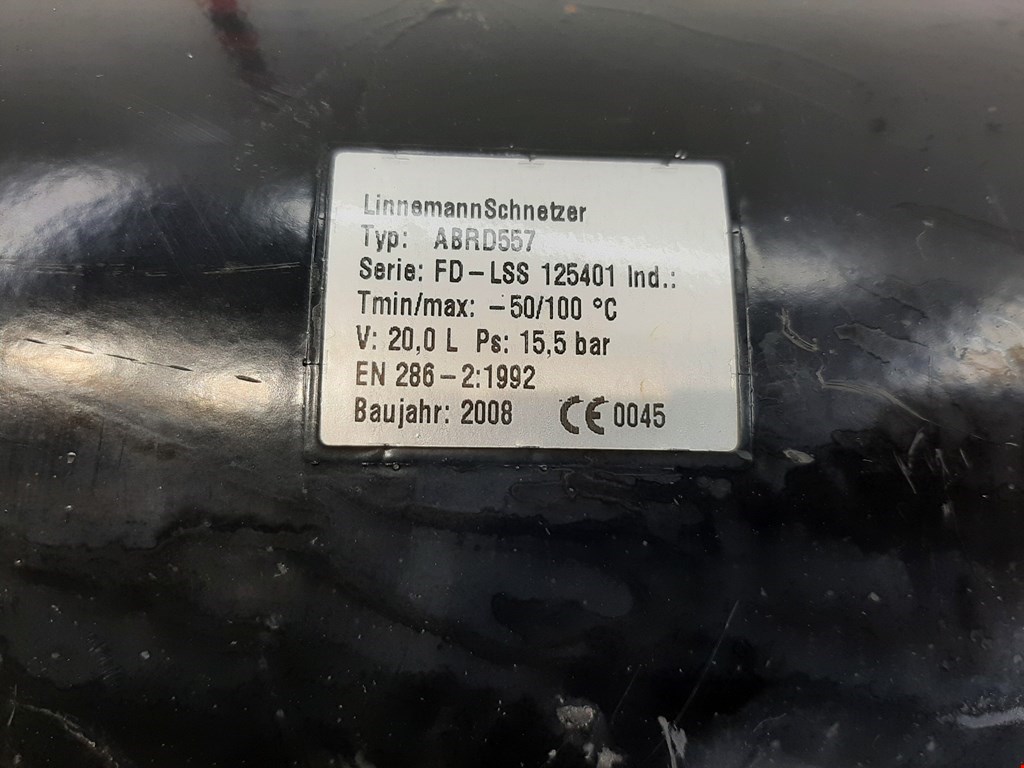 LinnemannSchnetzer
Typ: ABRD557
Serie: FD-LSS 125401 Ind.:
Tmin/max: -50/100 °C
V: 20,0 L Ps: 15,5 bar
EN 286-2:1992
Baujahr: 2008 CE 0045